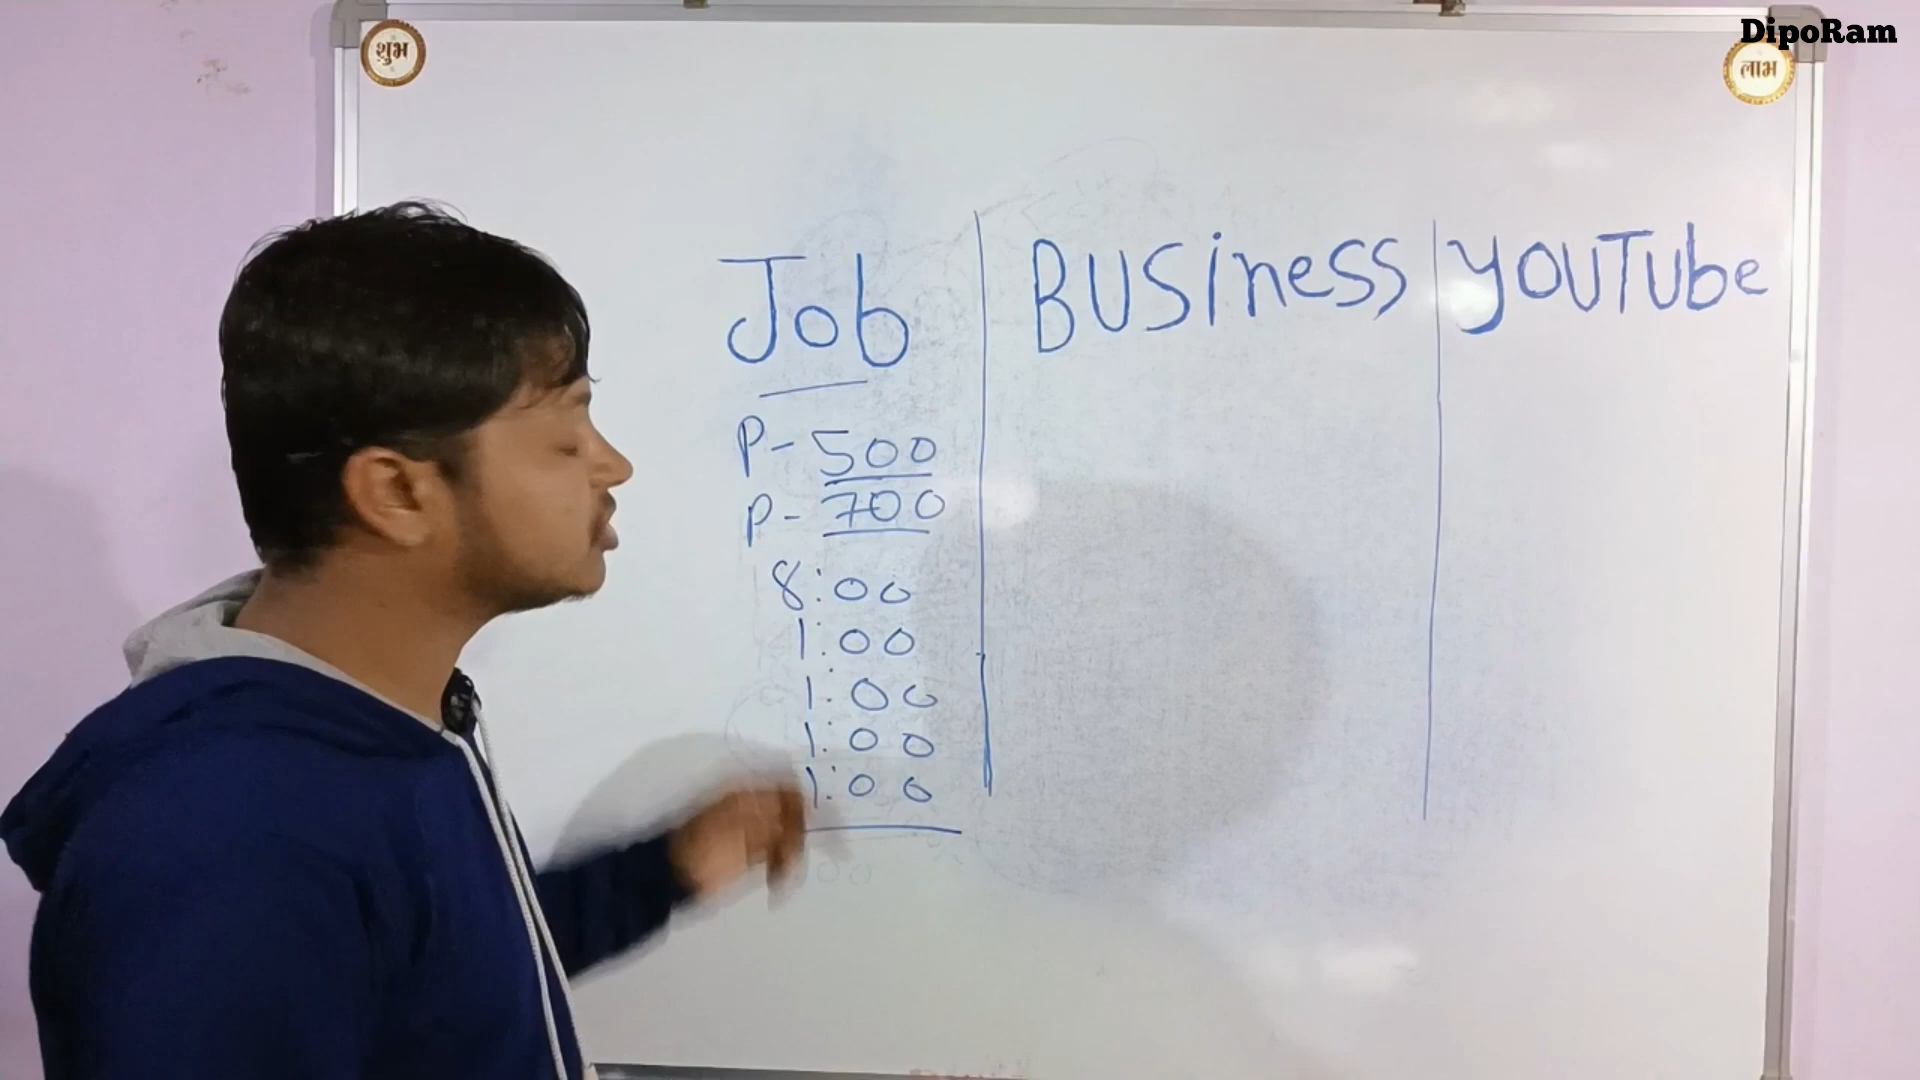 DipoRam
शुभ
लाभ
Job
BUSiness
YOUTube
P- 500
P- 700
8:00
1:00
1:00
1:00
1:00